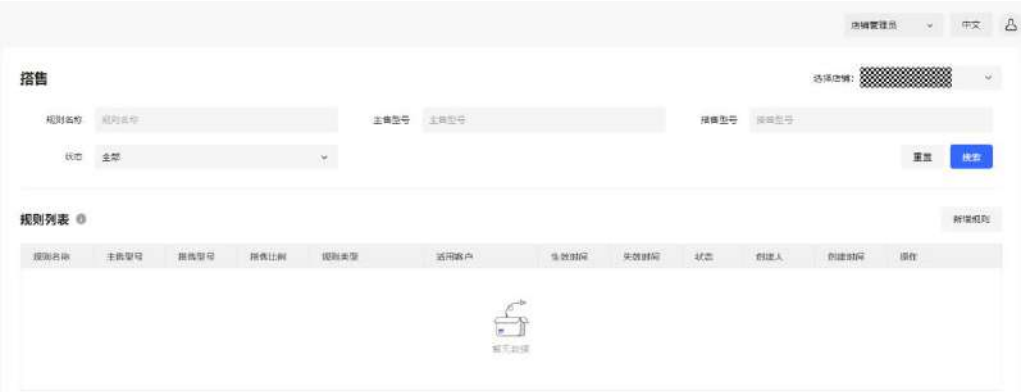 店铺管理员 中文
搭售
选择店铺:
规则名称 规则名称 主售型号 主售型号 搭售型号 搭售型号
状态 全部 重置 搜索
规则列表 新增规则
规则名称 主售型号 搭售型号 搭售比例 规则类型 适用客户 生效时间 失效时间 状态 创建人 创建时间 操作
暂无数据